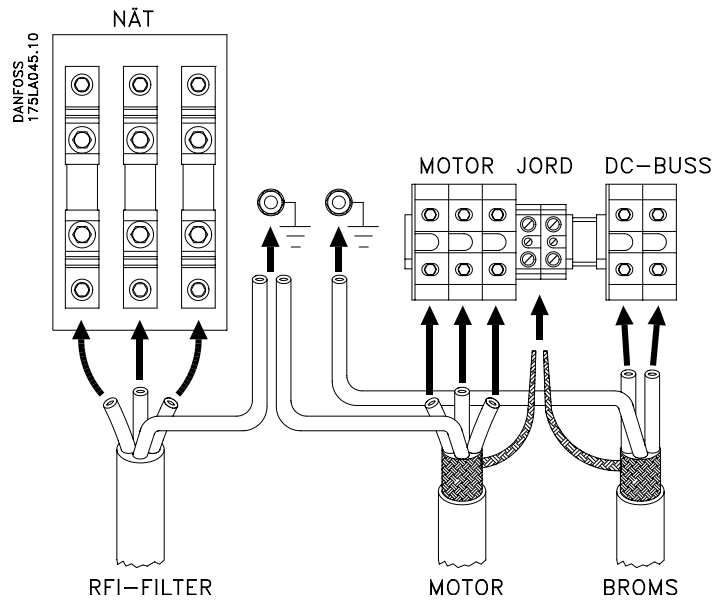 NÄT
DANFOSS
175LA045.10
MOTOR JORD DC-BUSS
RFI-FILTER
MOTOR
BROMS